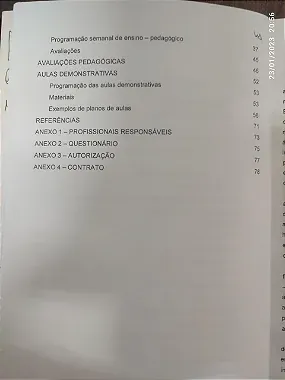 Programação semanal de ensino – pedagógico
Avaliações 37
AVALIAÇÕES PEDAGÓGICAS 45
AULAS DEMONSTRATIVAS 46
Programação das aulas demonstrativas 52
Materiais 53
Exemplos de planos de aulas 53
REFERÊNCIAS 56
ANEXO 1 – PROFISSIONAIS RESPONSÁVEIS 71
ANEXO 2 – QUESTIONÁRIO 73
ANEXO 3 – AUTORIZAÇÃO 75
ANEXO 4 – CONTRATO 77
78
23/01/2023 20:56